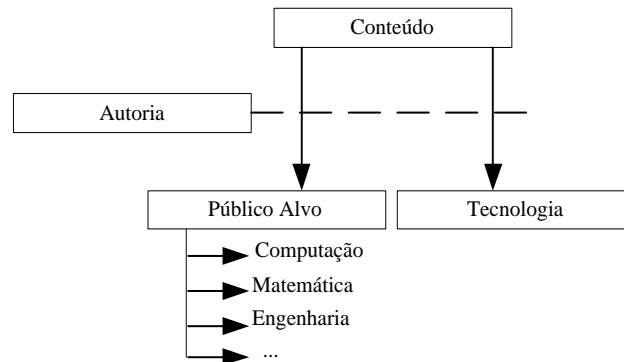 Conteúdo
Autoria
Público Alvo
Tecnologia
Computação
Matemática
Engenharia
...